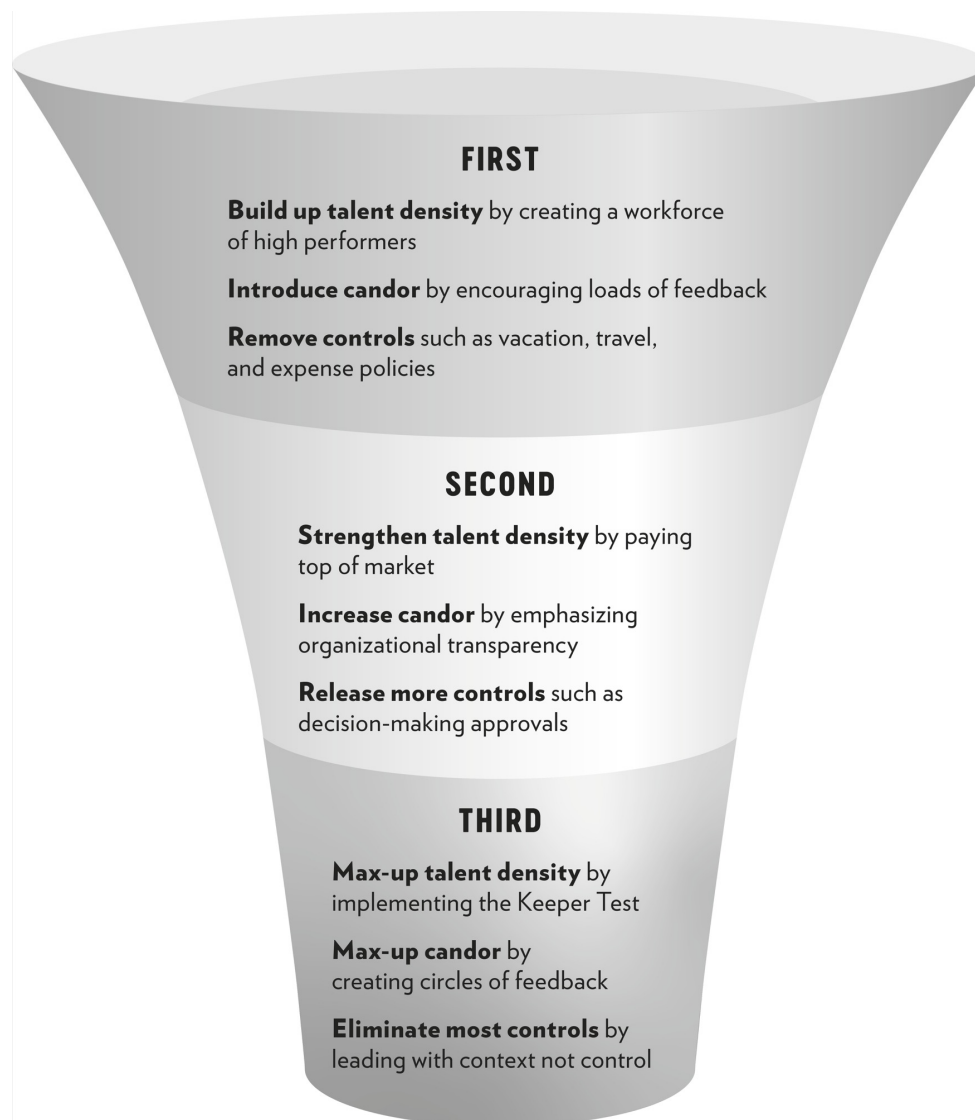 FIRST
Build up talent density by creating a workforce
of high performers
Introduce candor by encouraging loads of feedback
Remove controls such as vacation, travel,
and expense policies
SECOND
Strengthen talent density by paying
top of market
Increase candor by emphasizing
organizational transparency
Release more controls such as
decision-making approvals
THIRD
Max-up talent density by
implementing the Keeper Test
Max-up candor by
creating circles of feedback
Eliminate most controls by
leading with context not control